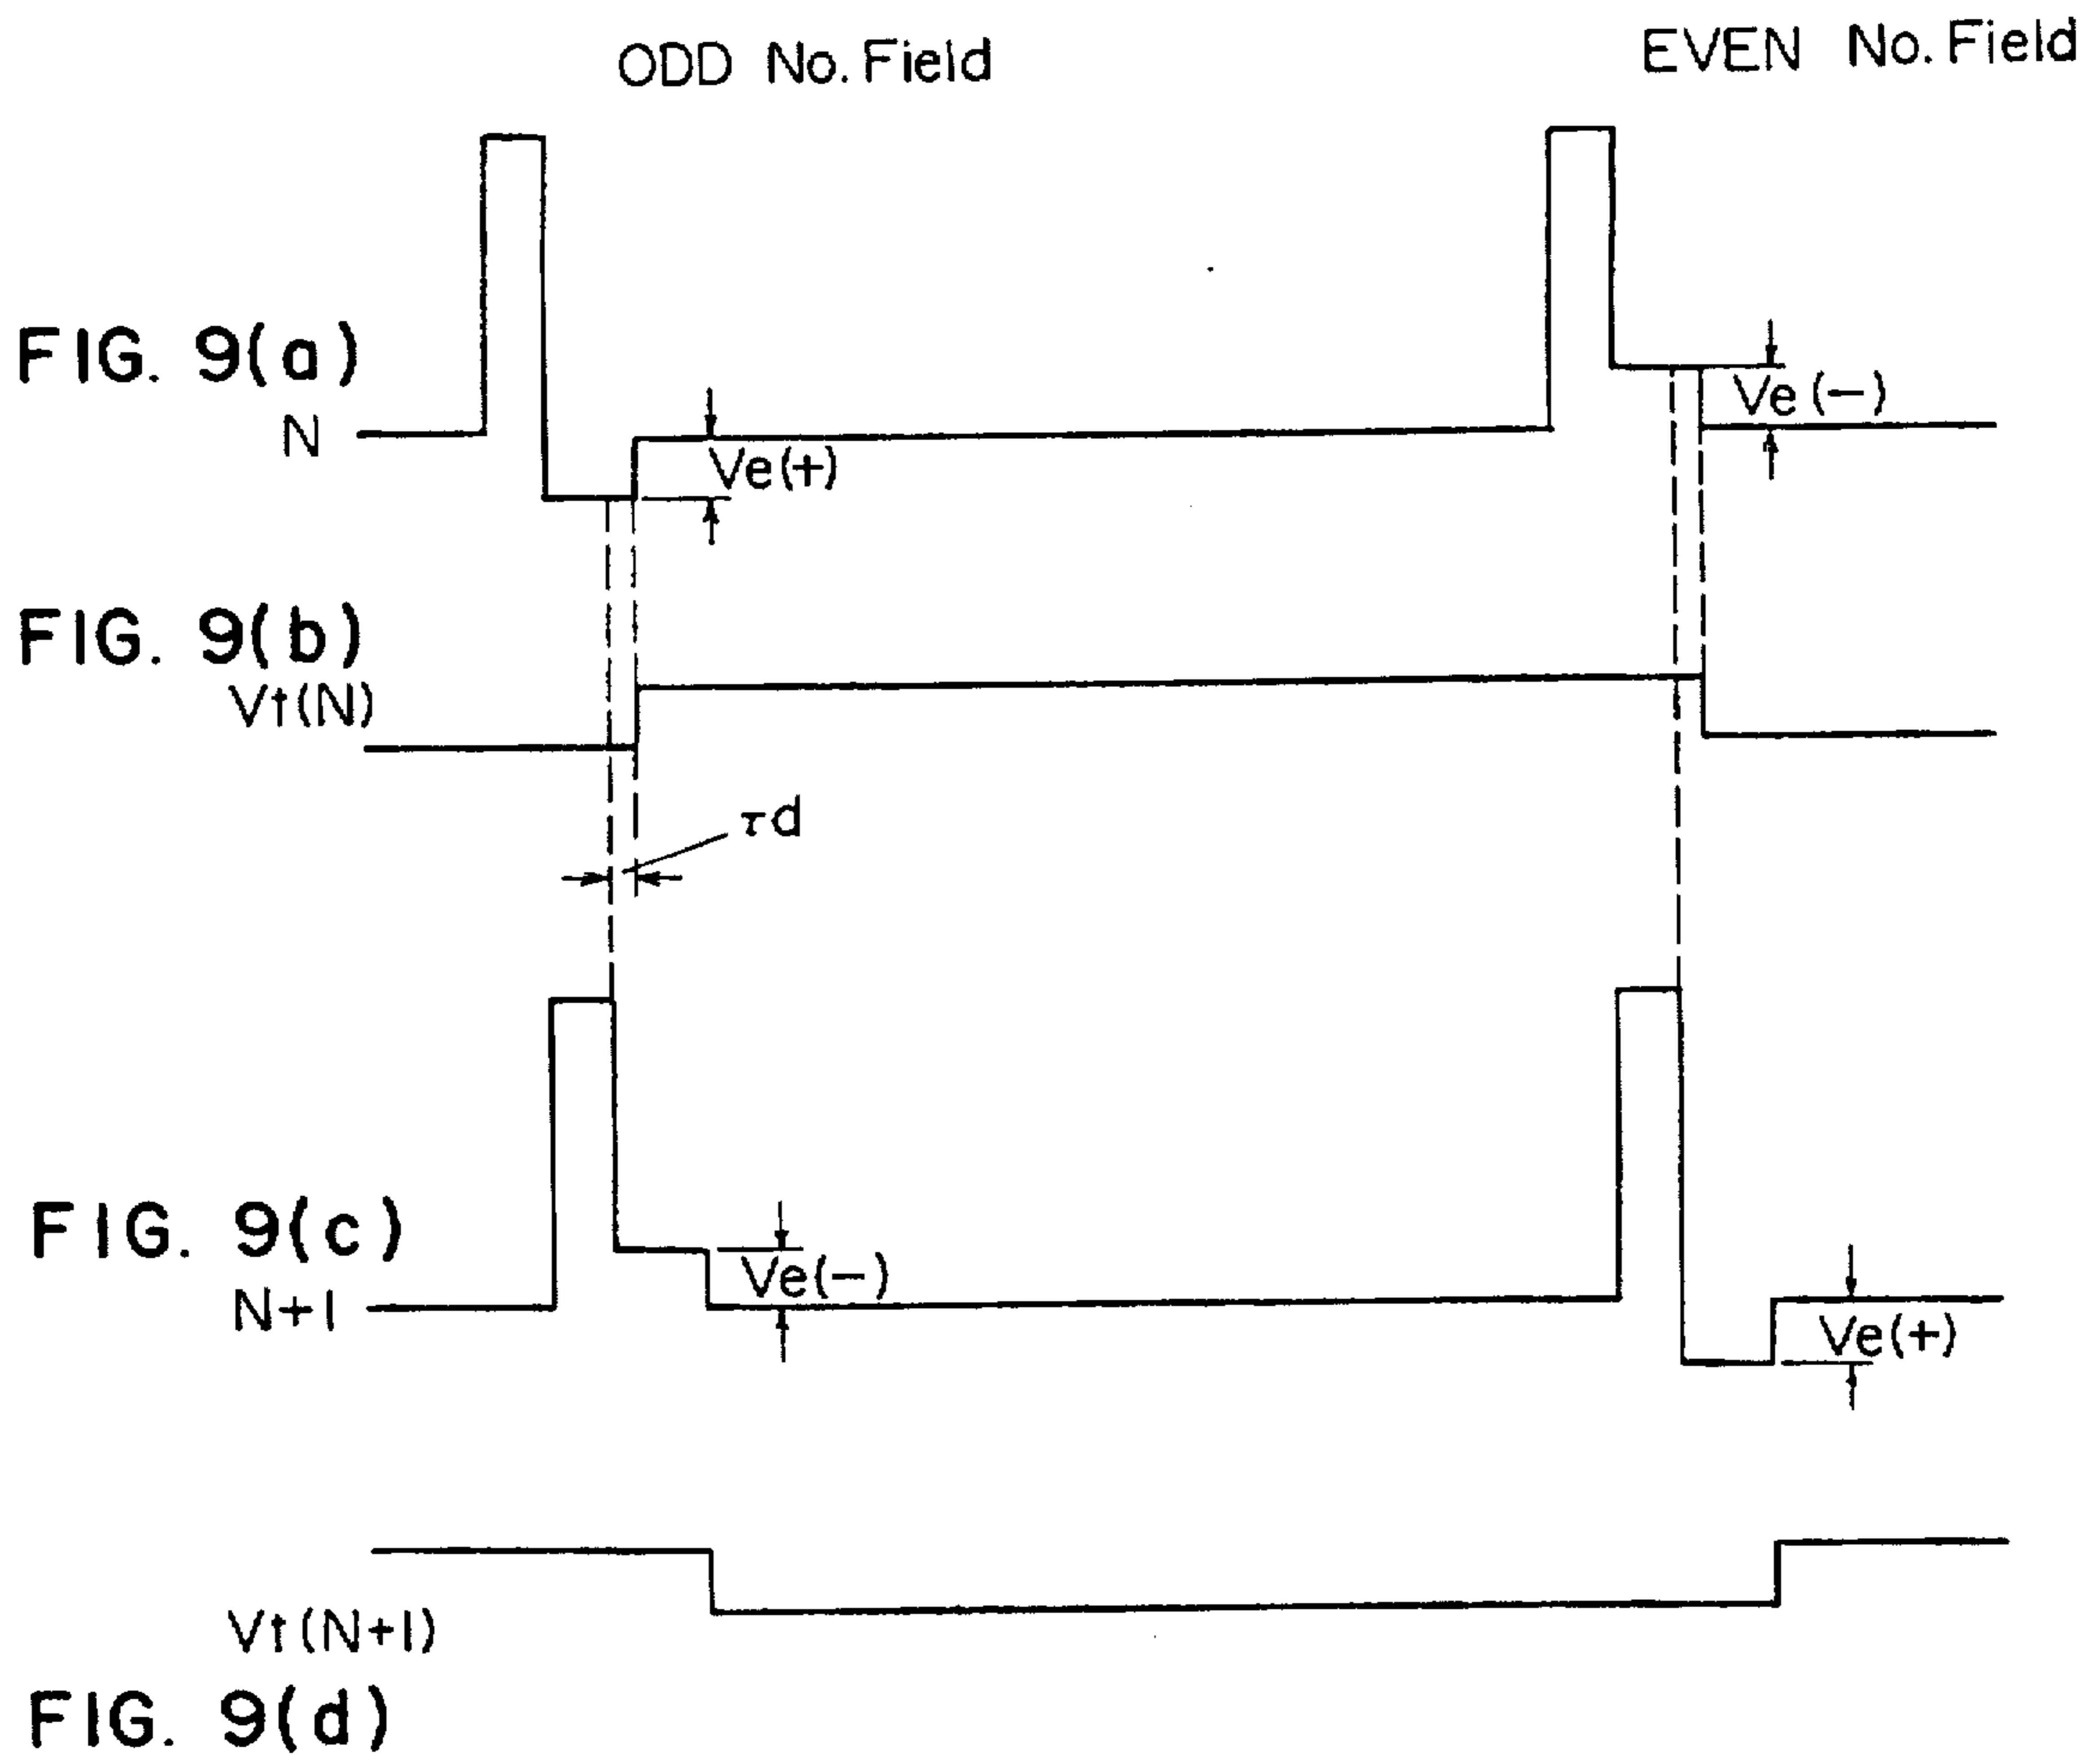 ODD No. Field
EVEN No. Field
FIG. 9(a)
N
Ve(+)
Ve(-)
FIG. 9(b)
Vt(N)
τd
FIG. 9(c)
N+1
Ve(-)
Ve(+)
Vt(N+1)
FIG. 9(d)